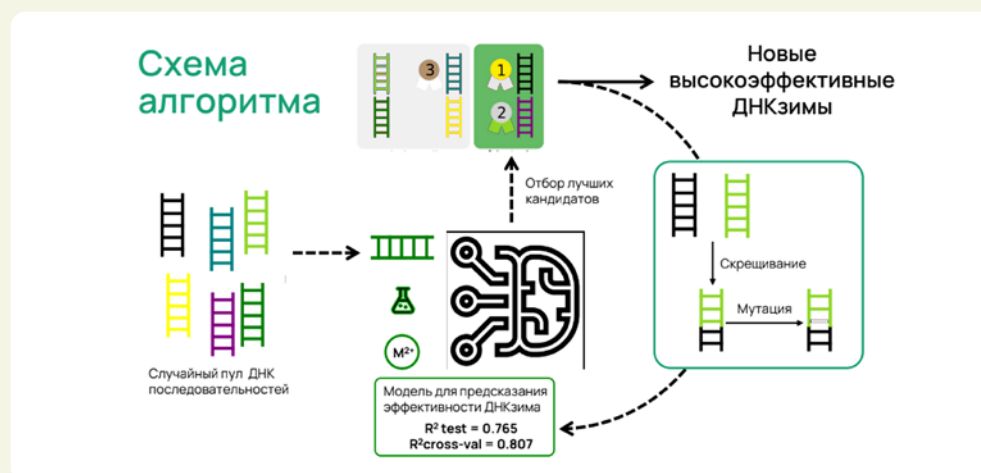 Схема
алгоритма
3
1
2
Новые
высокоэффективные
ДНКзимы
Отбор лучших
кандидатов
Скрещивание
Мутация
M²⁺
Случайный пул ДНК
последовательностей
Модель для предсказания
эффективности ДНКзима
R² test = 0.765
R²cross-val = 0.807